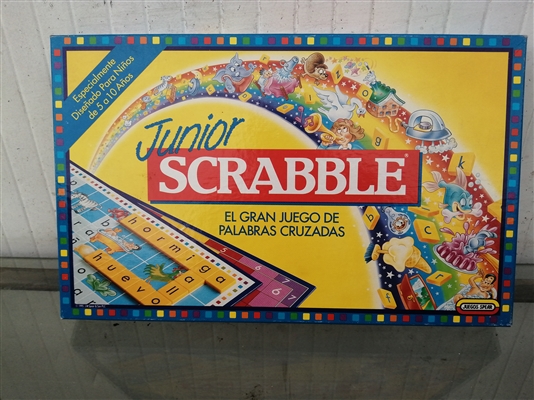 Especialmente
Diseñado Para Niños
de 5 a 10 Años
Junior
SCRABBLE
EL GRAN JUEGO DE
PALABRAS CRUZADAS
hormiga
huevo
JUEGOS SPEAR